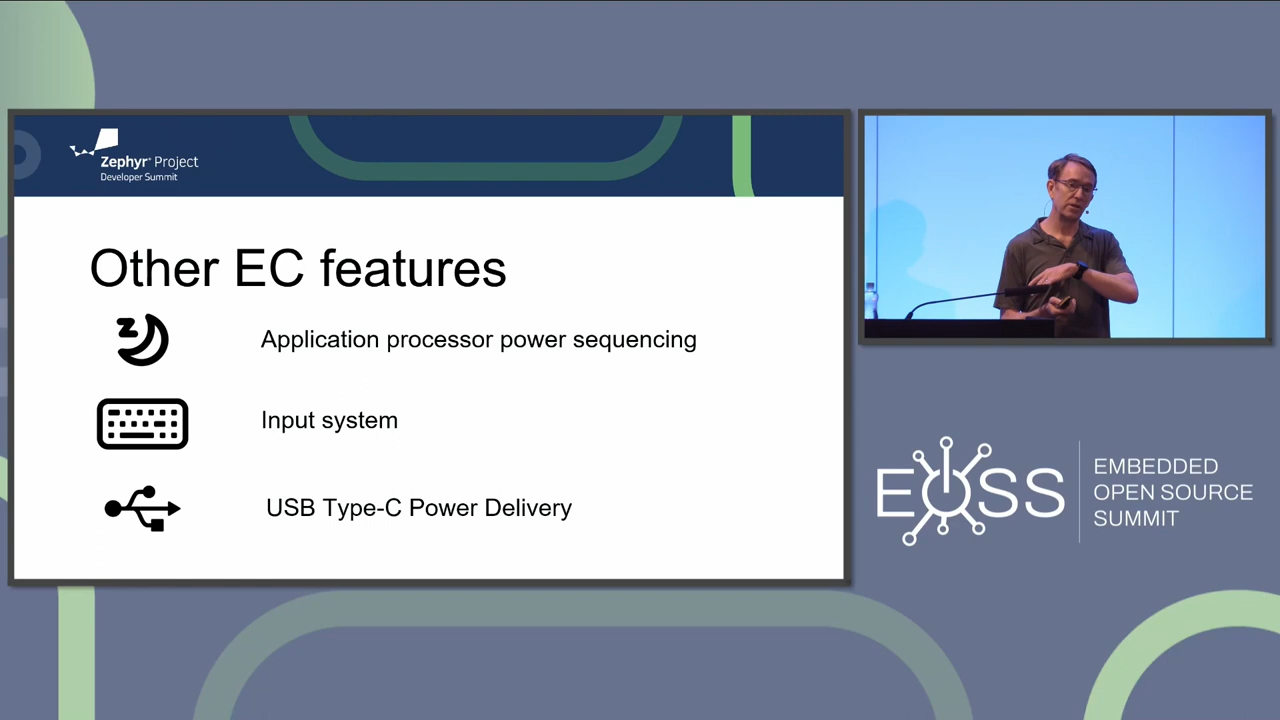 Zephyr® Project
Developer Summit
Other EC features
Application processor power sequencing
Input system
USB Type-C Power Delivery
EOSS
EMBEDDED
OPEN SOURCE
SUMMIT